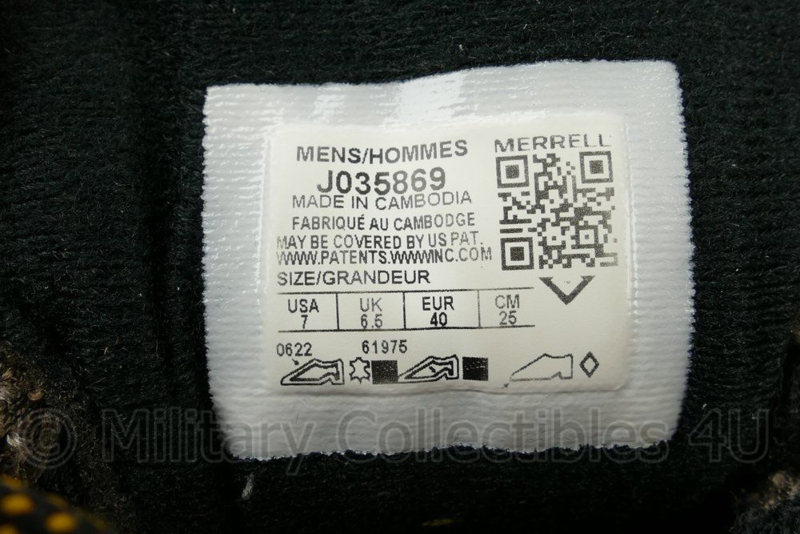 MENS/HOMMES
MERRELL
J035869
MADE IN CAMBODIA
FABRIQUÉ AU CAMBODGE
MAY BE COVERED BY US PAT.
WWW.PATENTS.WWWMNC.COM
SIZE/GRANDEUR
USA UK EUR CM
7 6.5 40 25
0622 61975
© Military Collectibles 4U